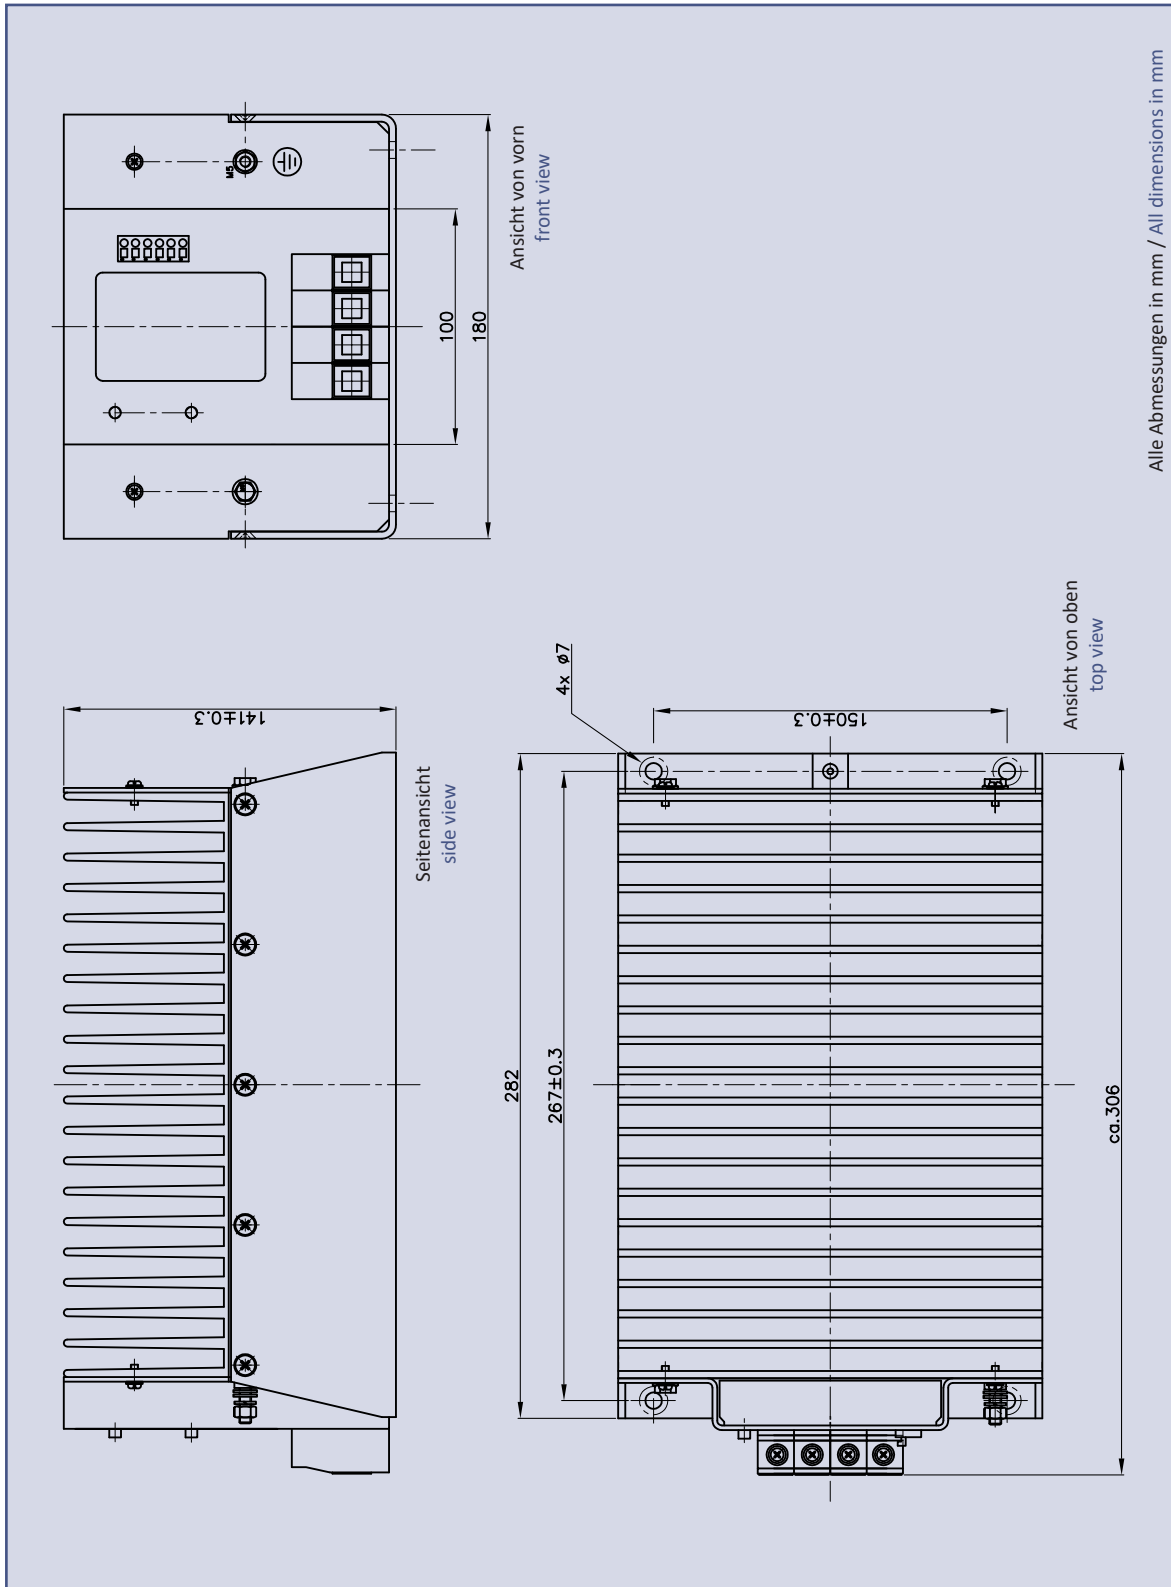 M5
100
180
Ansicht von vorn
front view
141±0.3
Seitenansicht
side view
4x ø7
150±0.3
282
267±0.3
ca.306
Ansicht von oben
top view
Alle Abmessungen in mm / All dimensions in mm